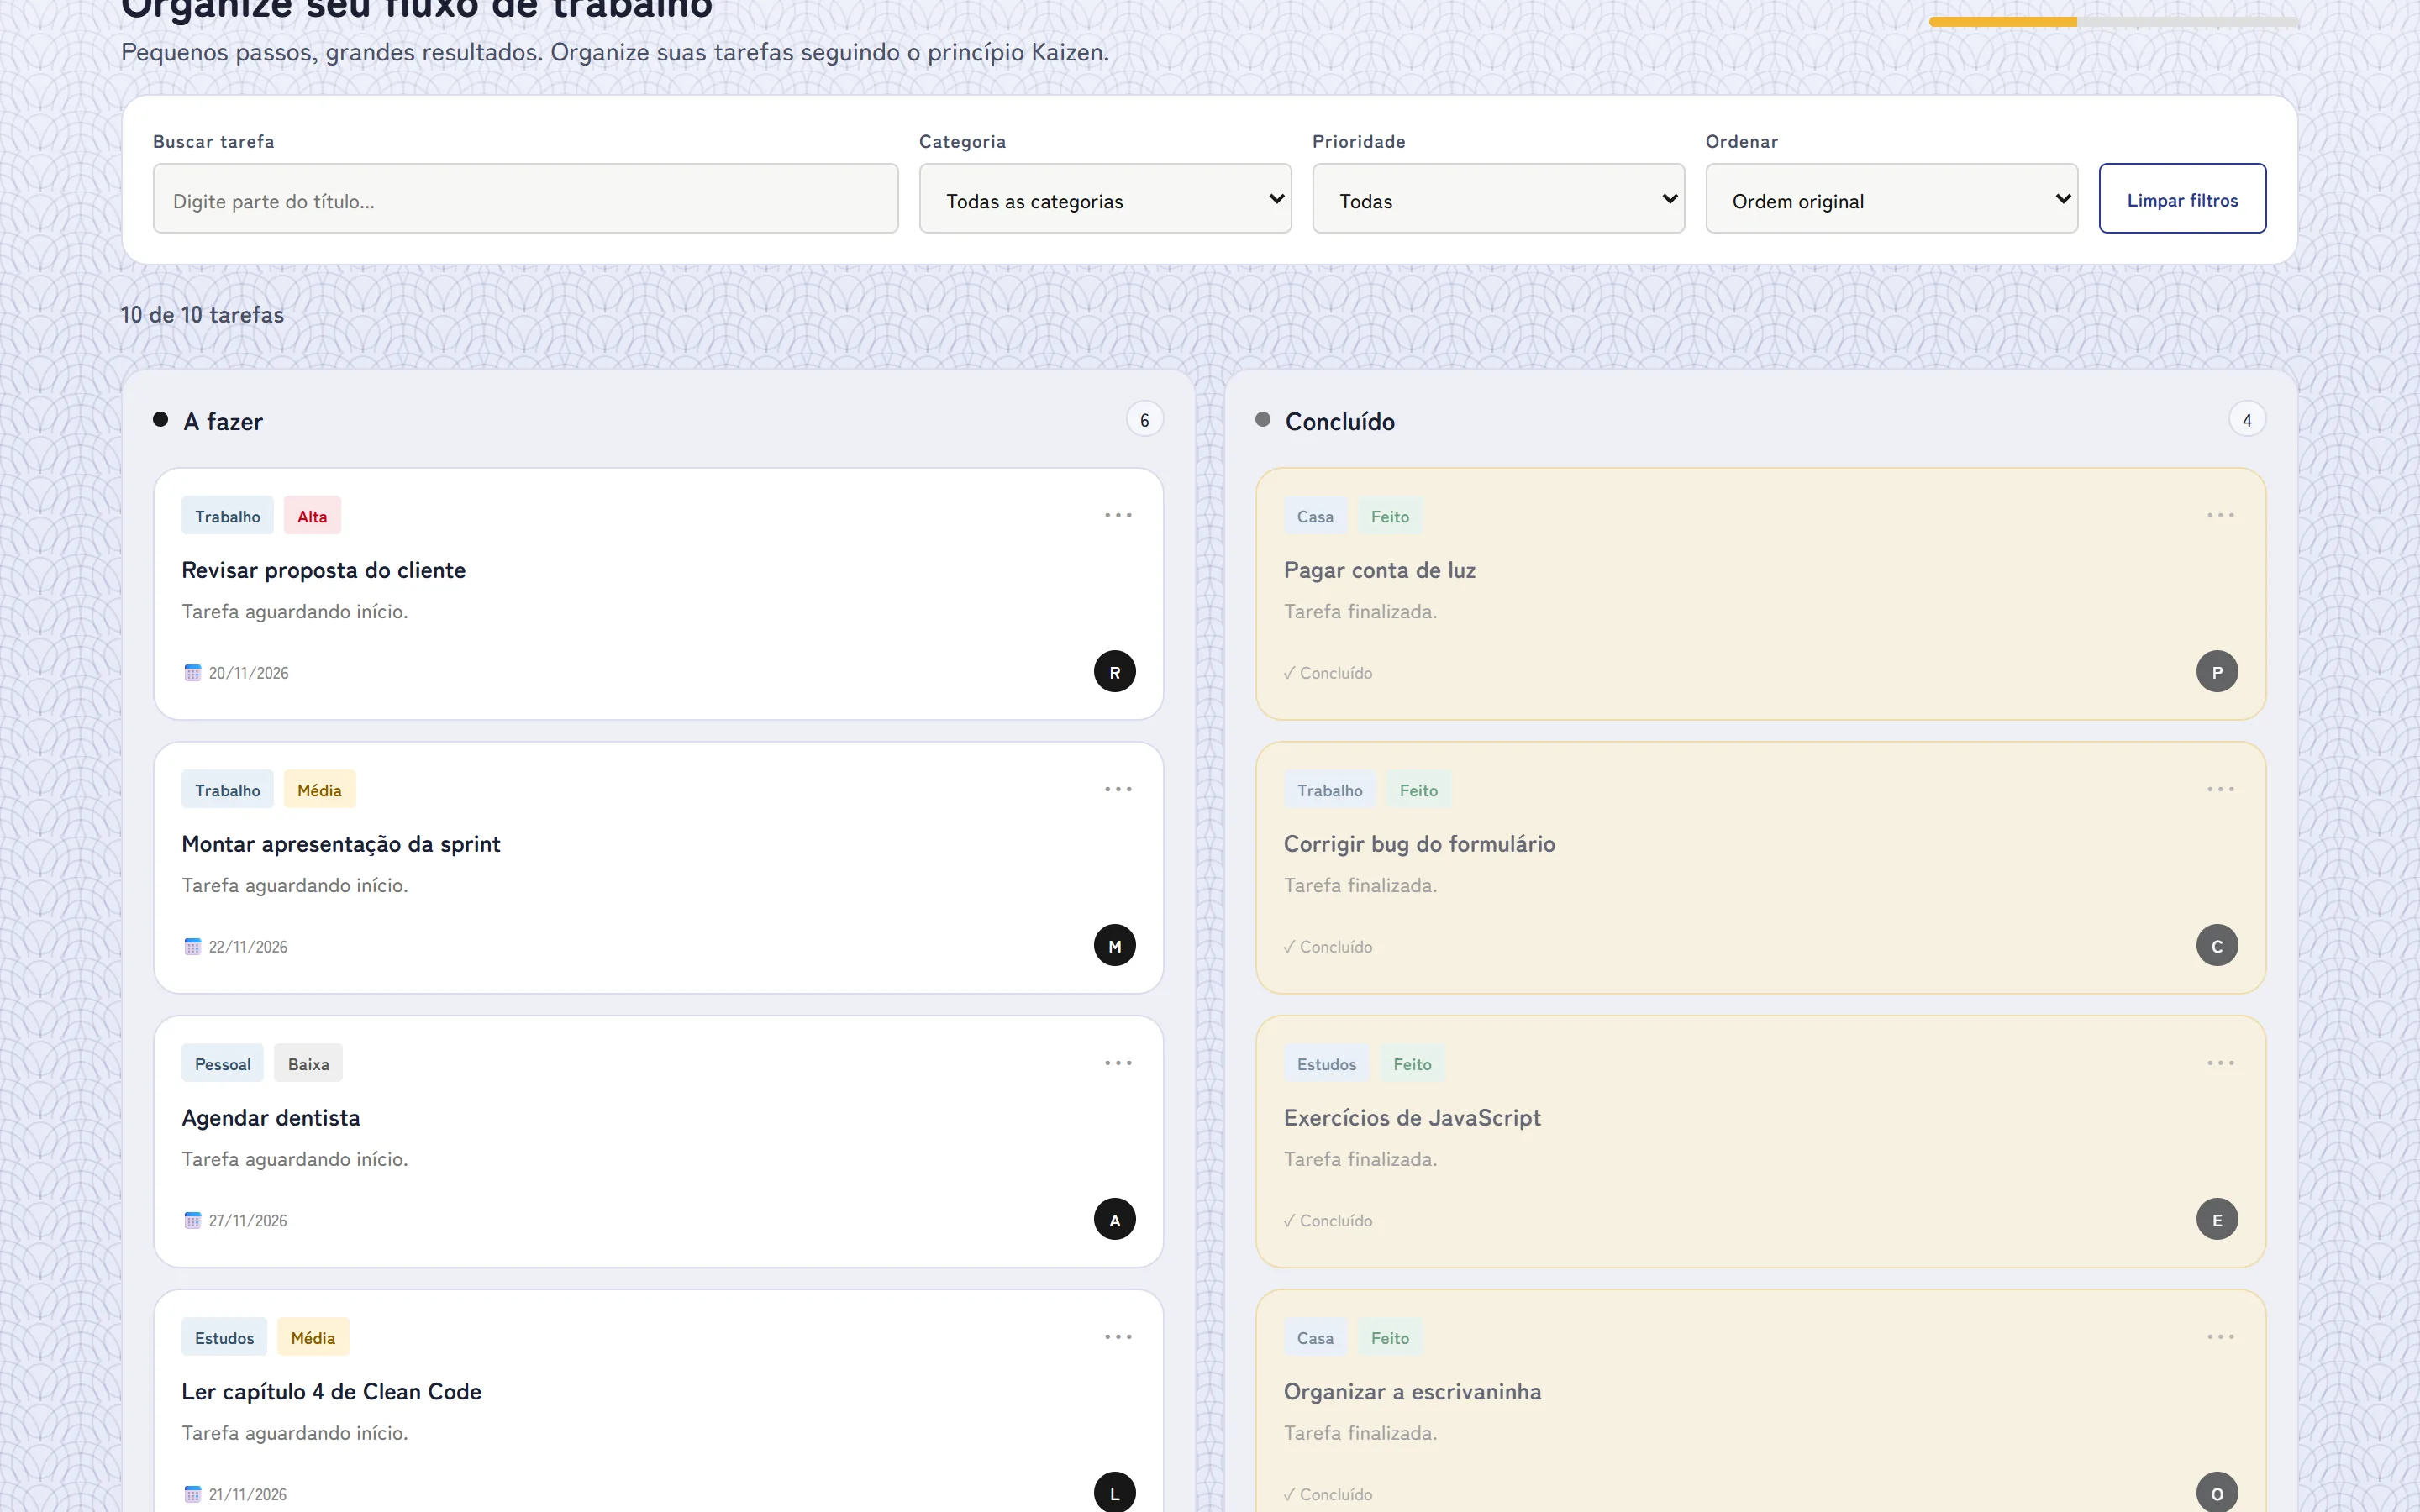 Organize seu fluxo de trabalho
Pequenos passos, grandes resultados. Organize suas tarefas seguindo o princípio Kaizen.
Buscar tarefa
Digite parte do título...
Categoria
Todas as categorias
Prioridade
Todas
Ordenar
Ordem original
Limpar filtros
10 de 10 tarefas
A fazer
6
Trabalho
Alta
Revisar proposta do cliente
Tarefa aguardando início.
20/11/2026
R
Trabalho
Média
Montar apresentação da sprint
Tarefa aguardando início.
22/11/2026
M
Pessoal
Baixa
Agendar dentista
Tarefa aguardando início.
27/11/2026
A
Estudos
Média
Ler capítulo 4 de Clean Code
Tarefa aguardando início.
21/11/2026
L
Concluído
4
Casa
Feito
Pagar conta de luz
Tarefa finalizada.
✓ Concluído
P
Trabalho
Feito
Corrigir bug do formulário
Tarefa finalizada.
✓ Concluído
C
Estudos
Feito
Exercícios de JavaScript
Tarefa finalizada.
✓ Concluído
E
Casa
Feito
Organizar a escrivaninha
Tarefa finalizada.
✓ Concluído
O